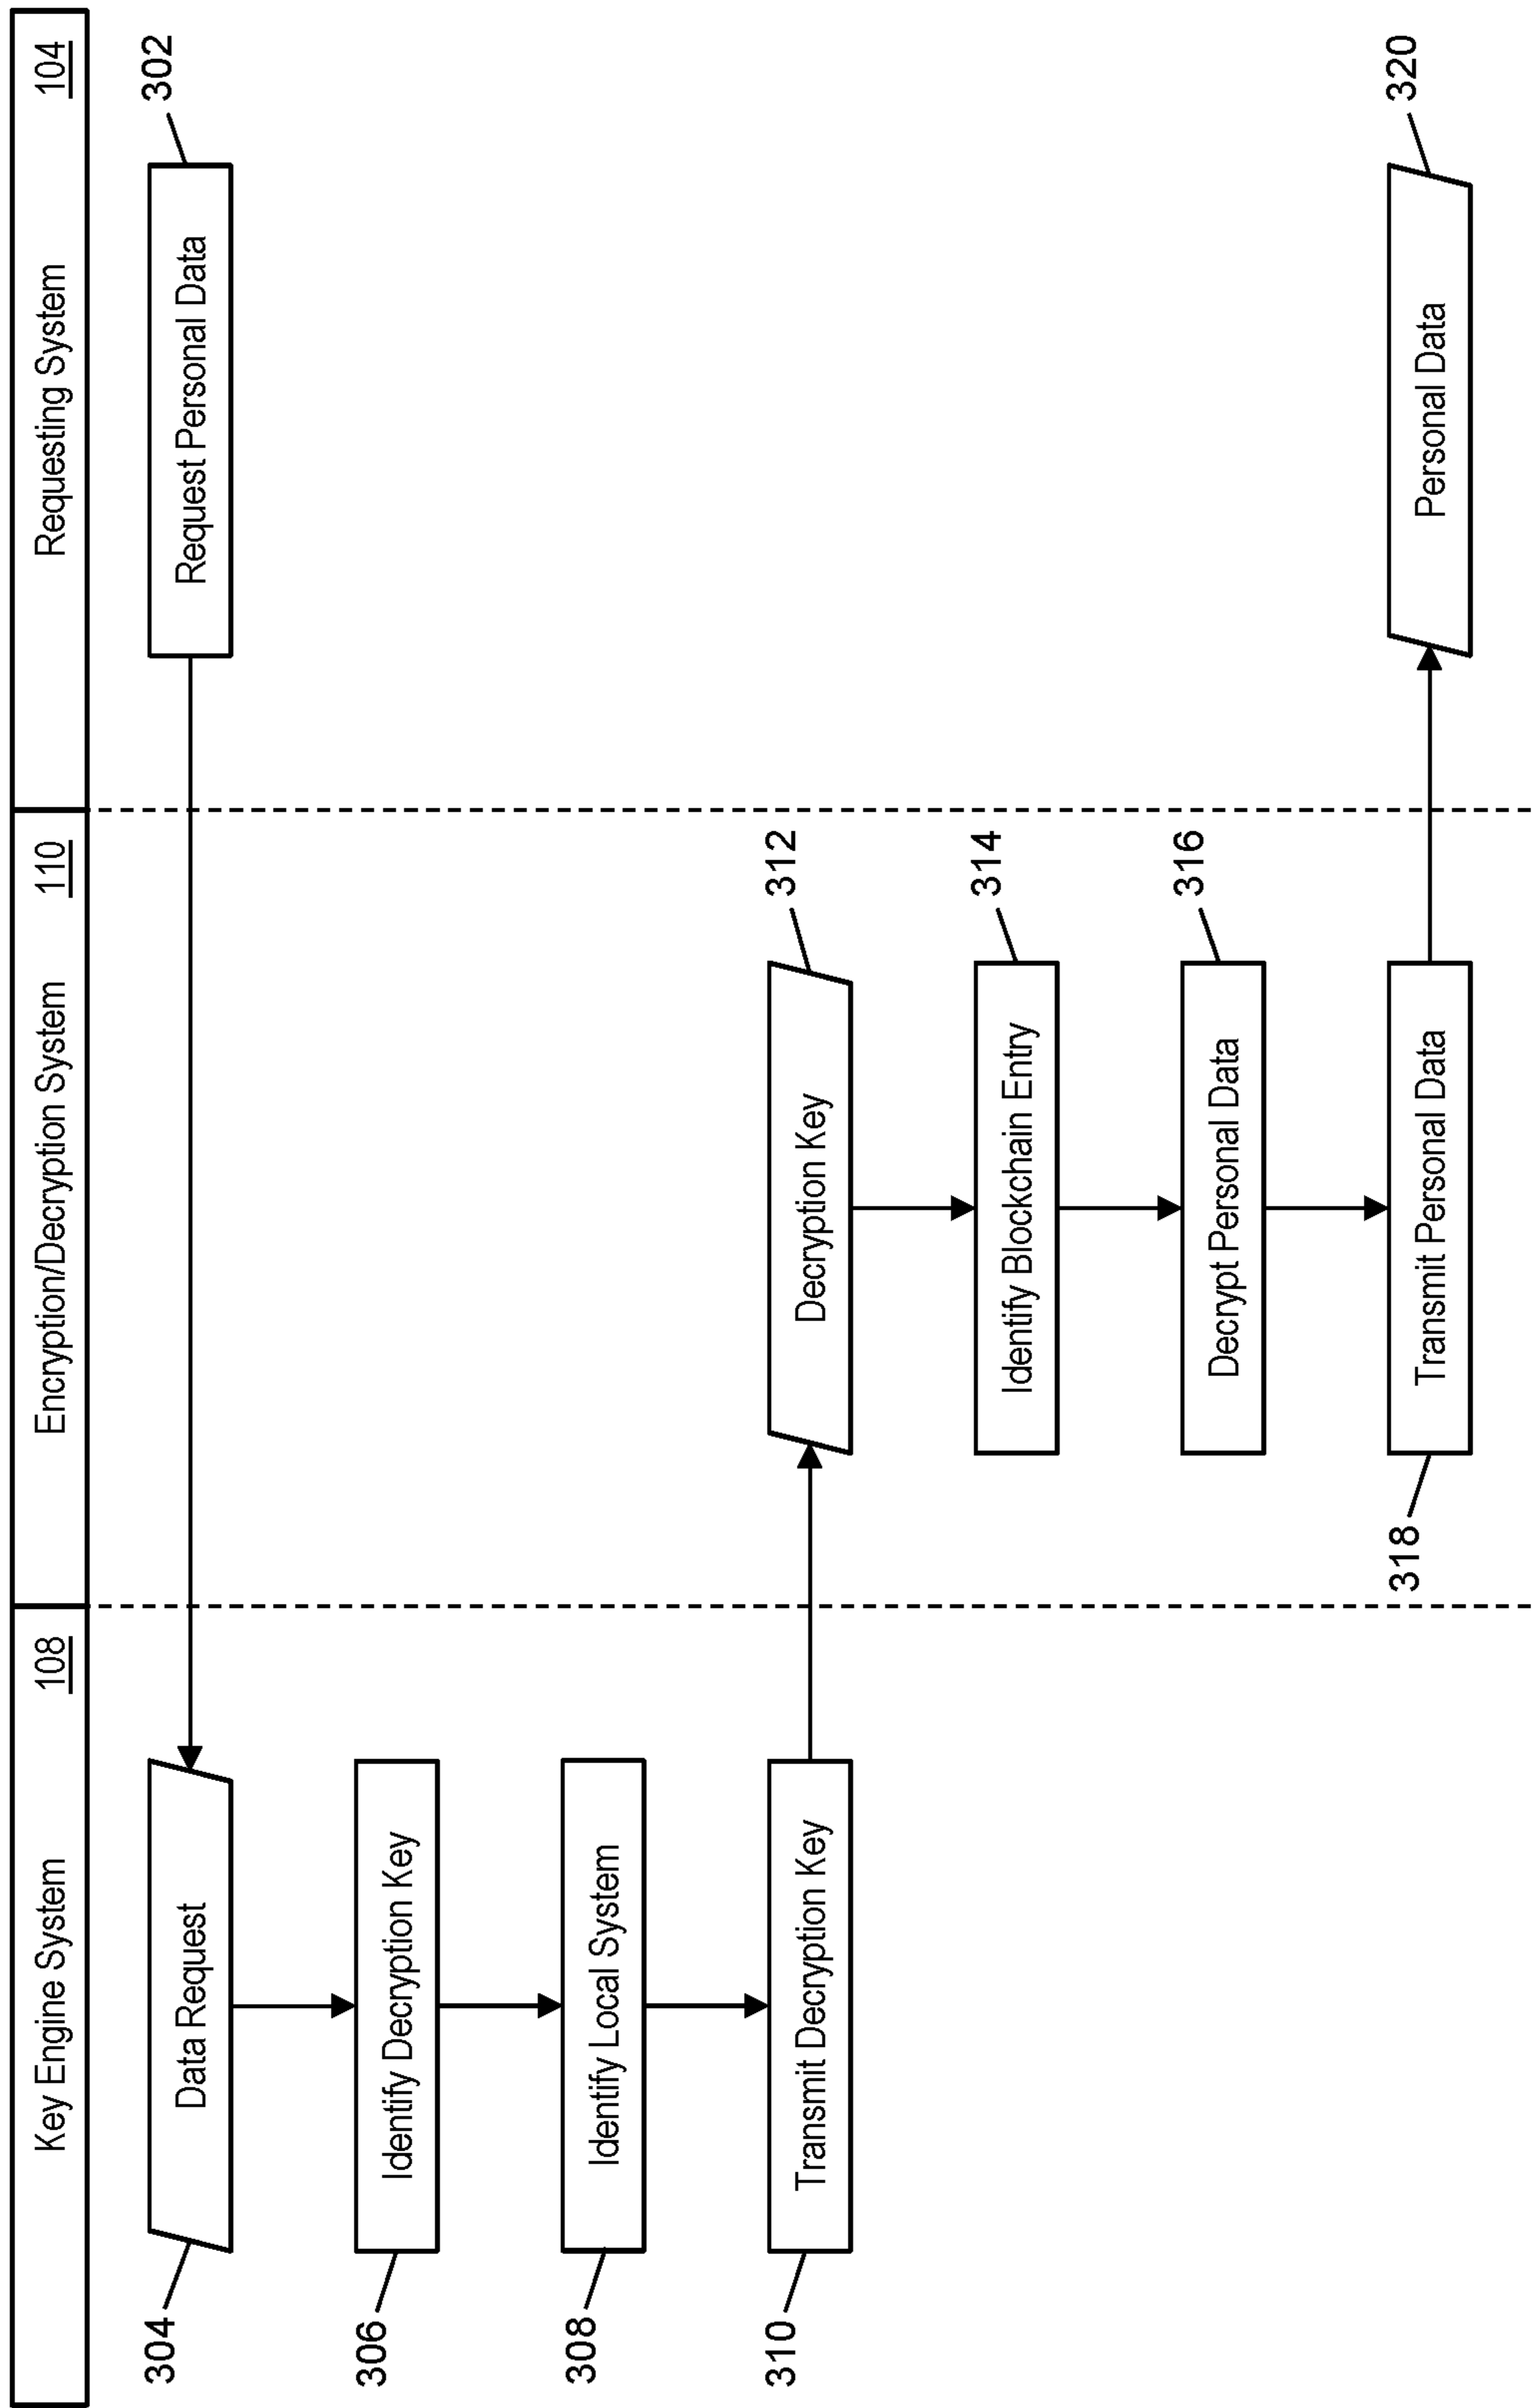 Key Engine System 108
Encryption/Decryption System 110
Requesting System 104
302
Request Personal Data
304
Data Request
306
Identify Decryption Key
308
Identify Local System
310
Transmit Decryption Key
312
Decryption Key
314
Identify Blockchain Entry
316
Decrypt Personal Data
318
Transmit Personal Data
320
Personal Data